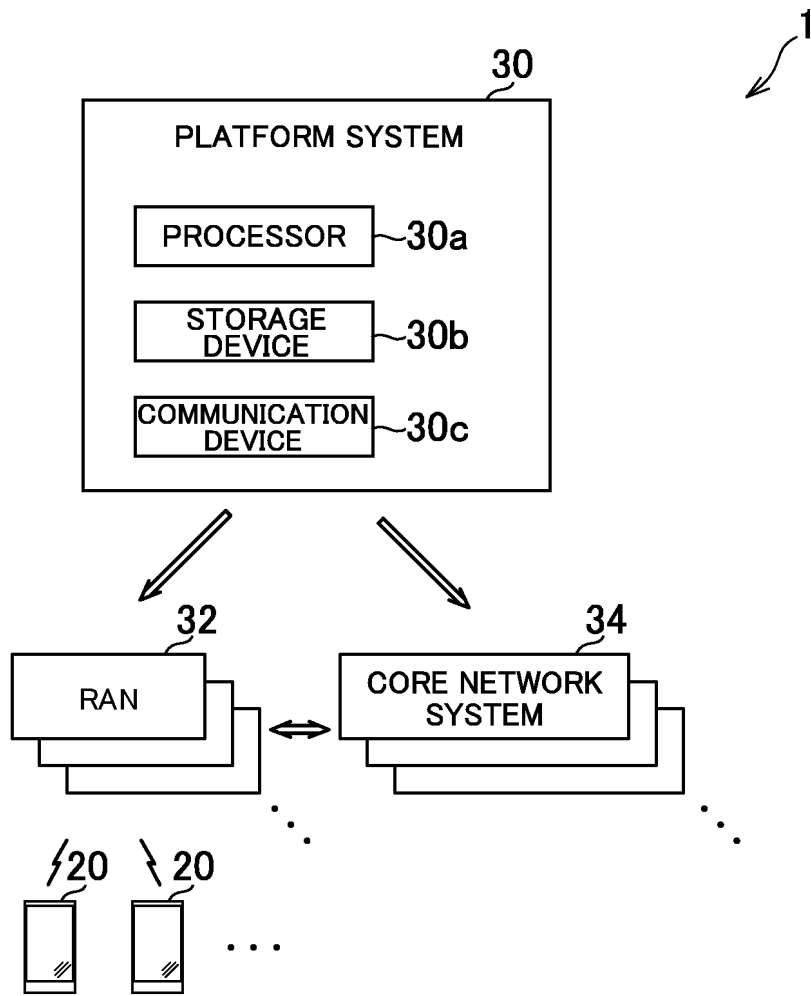 1
30
PLATFORM SYSTEM
PROCESSOR
30a
STORAGE
DEVICE
30b
COMMUNICATION
DEVICE
30c
32
RAN
34
CORE NETWORK
SYSTEM
20
20